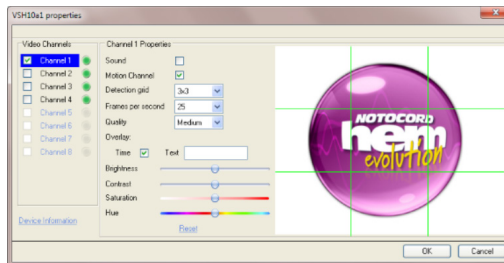 VSH10a1 properties
Video Channels
Channel 1
Channel 2
Channel 3
Channel 4
Channel 5
Channel 6
Channel 7
Channel 8
Device Information
Channel 1 Properties
Sound
Motion Channel
Detection grid 3x3
Frames per second 25
Quality Medium
Overlay:
Time Text
Brightness
Contrast
Saturation
Hue
Reset
NOTOCORD
hem
evolution
OK Cancel